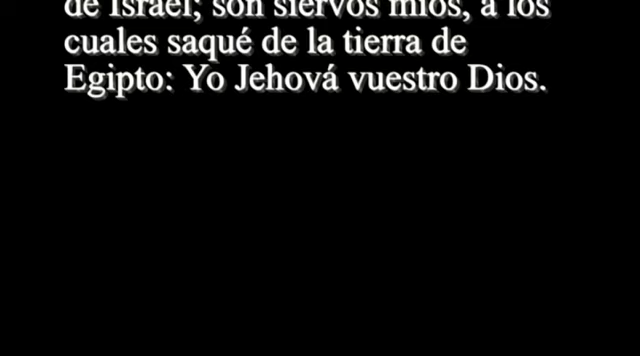 de Israel; son siervos míos, a los
cuales saqué de la tierra de
Egipto: Yo Jehová vuestro Dios.